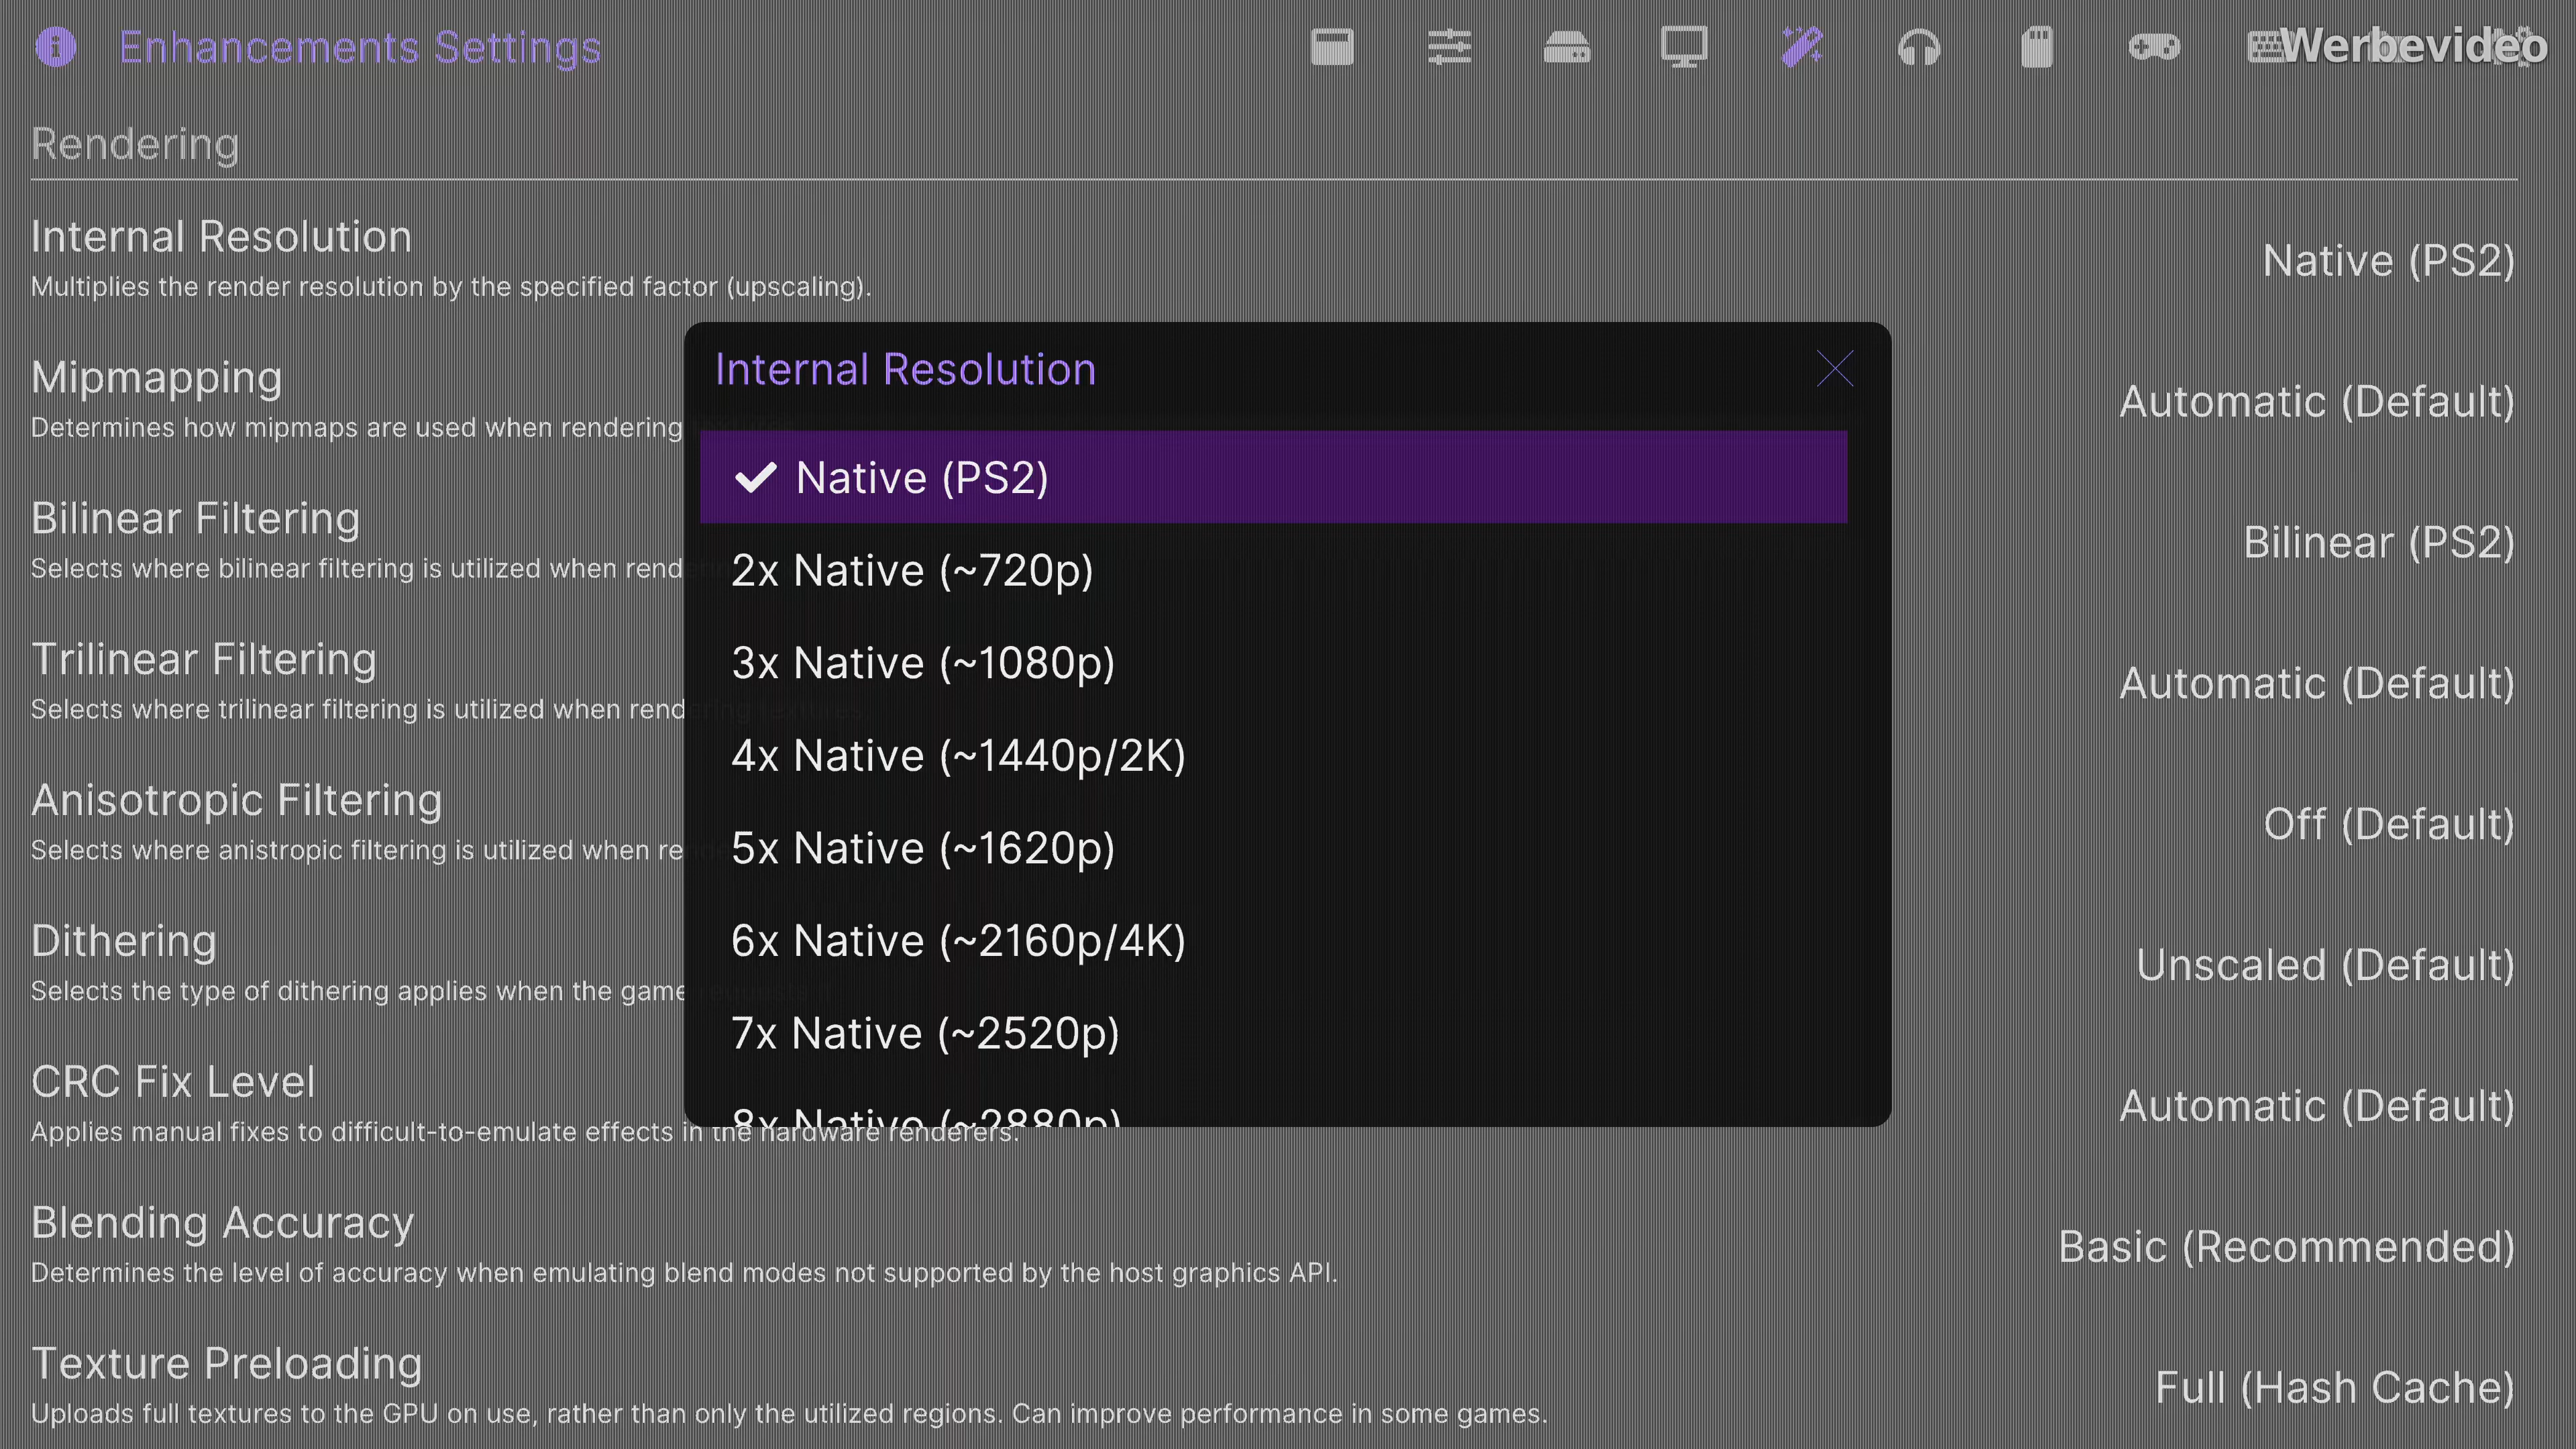 Enhancements Settings
Werbevideo
Rendering
Internal Resolution
Multiplies the render resolution by the specified factor (upscaling).
Native (PS2)
Mipmapping
Determines how mipmaps are used when rendering
Automatic (Default)
Bilinear Filtering
Selects where bilinear filtering is utilized when rend
Bilinear (PS2)
Trilinear Filtering
Selects where trilinear filtering is utilized when rendering textures.
Automatic (Default)
Anisotropic Filtering
Selects where anistropic filtering is utilized when re
Off (Default)
Dithering
Selects the type of dithering applies when the game
Unscaled (Default)
CRC Fix Level
Applies manual fixes to difficult-to-emulate effects in the hardware renderers.
Automatic (Default)
Blending Accuracy
Determines the level of accuracy when emulating blend modes not supported by the host graphics API.
Basic (Recommended)
Texture Preloading
Uploads full textures to the GPU on use, rather than only the utilized regions. Can improve performance in some games.
Full (Hash Cache)
Internal Resolution
Native (PS2)
2x Native (~720p)
3x Native (~1080p)
4x Native (~1440p/2K)
5x Native (~1620p)
6x Native (~2160p/4K)
7x Native (~2520p)
8x Native (~2880p)